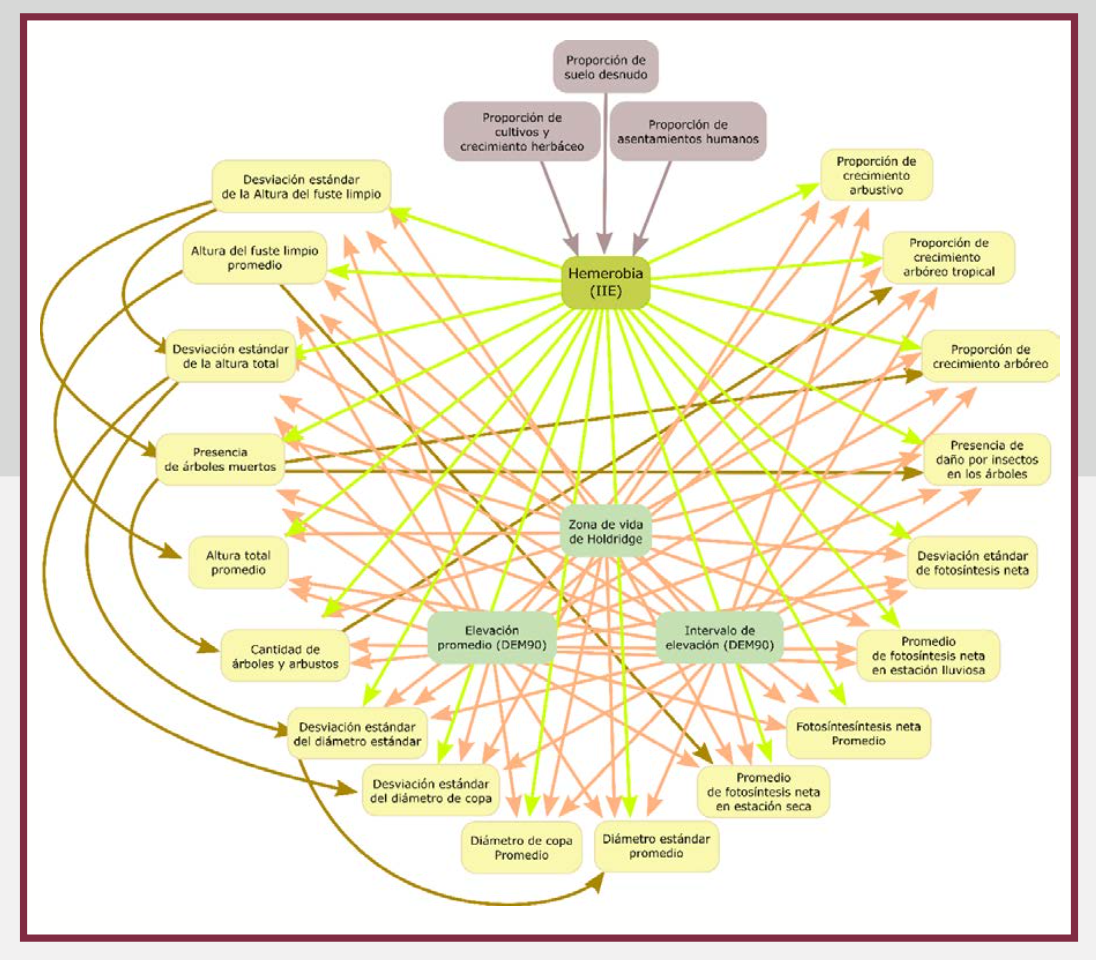 Proporción de
suelo desnudo
Proporción de
cultivos y
crecimiento herbáceo
Proporción de
asentamientos humanos
Desviación estándar
de la Altura del fuste limpio
Proporción de
crecimiento
arbustivo
Altura del fuste limpio
promedio
Hemerobia
(IIE)
Proporción de
crecimiento
arbóreo tropical
Desviación estándar
de la altura total
Proporción de
crecimiento arbóreo
Presencia
de árboles muertos
Presencia de
daño por insectos
en los árboles
Zona de vida
de Holdridge
Altura total
promedio
Desviación etándar
de fotosíntesis neta
Elevación
promedio (DEM90)
Intervalo de
elevación (DEM90)
Cantidad de
árboles y arbustos
Promedio
de fotosíntesis neta
en estación lluviosa
Desviación estándar
del diámetro estándar
Fotosíntesíntesis neta
Promedio
Desviación estándar
del diámetro de copa
Promedio
de fotosíntesis neta
en estación seca
Diámetro de copa
Promedio
Diámetro estándar
promedio